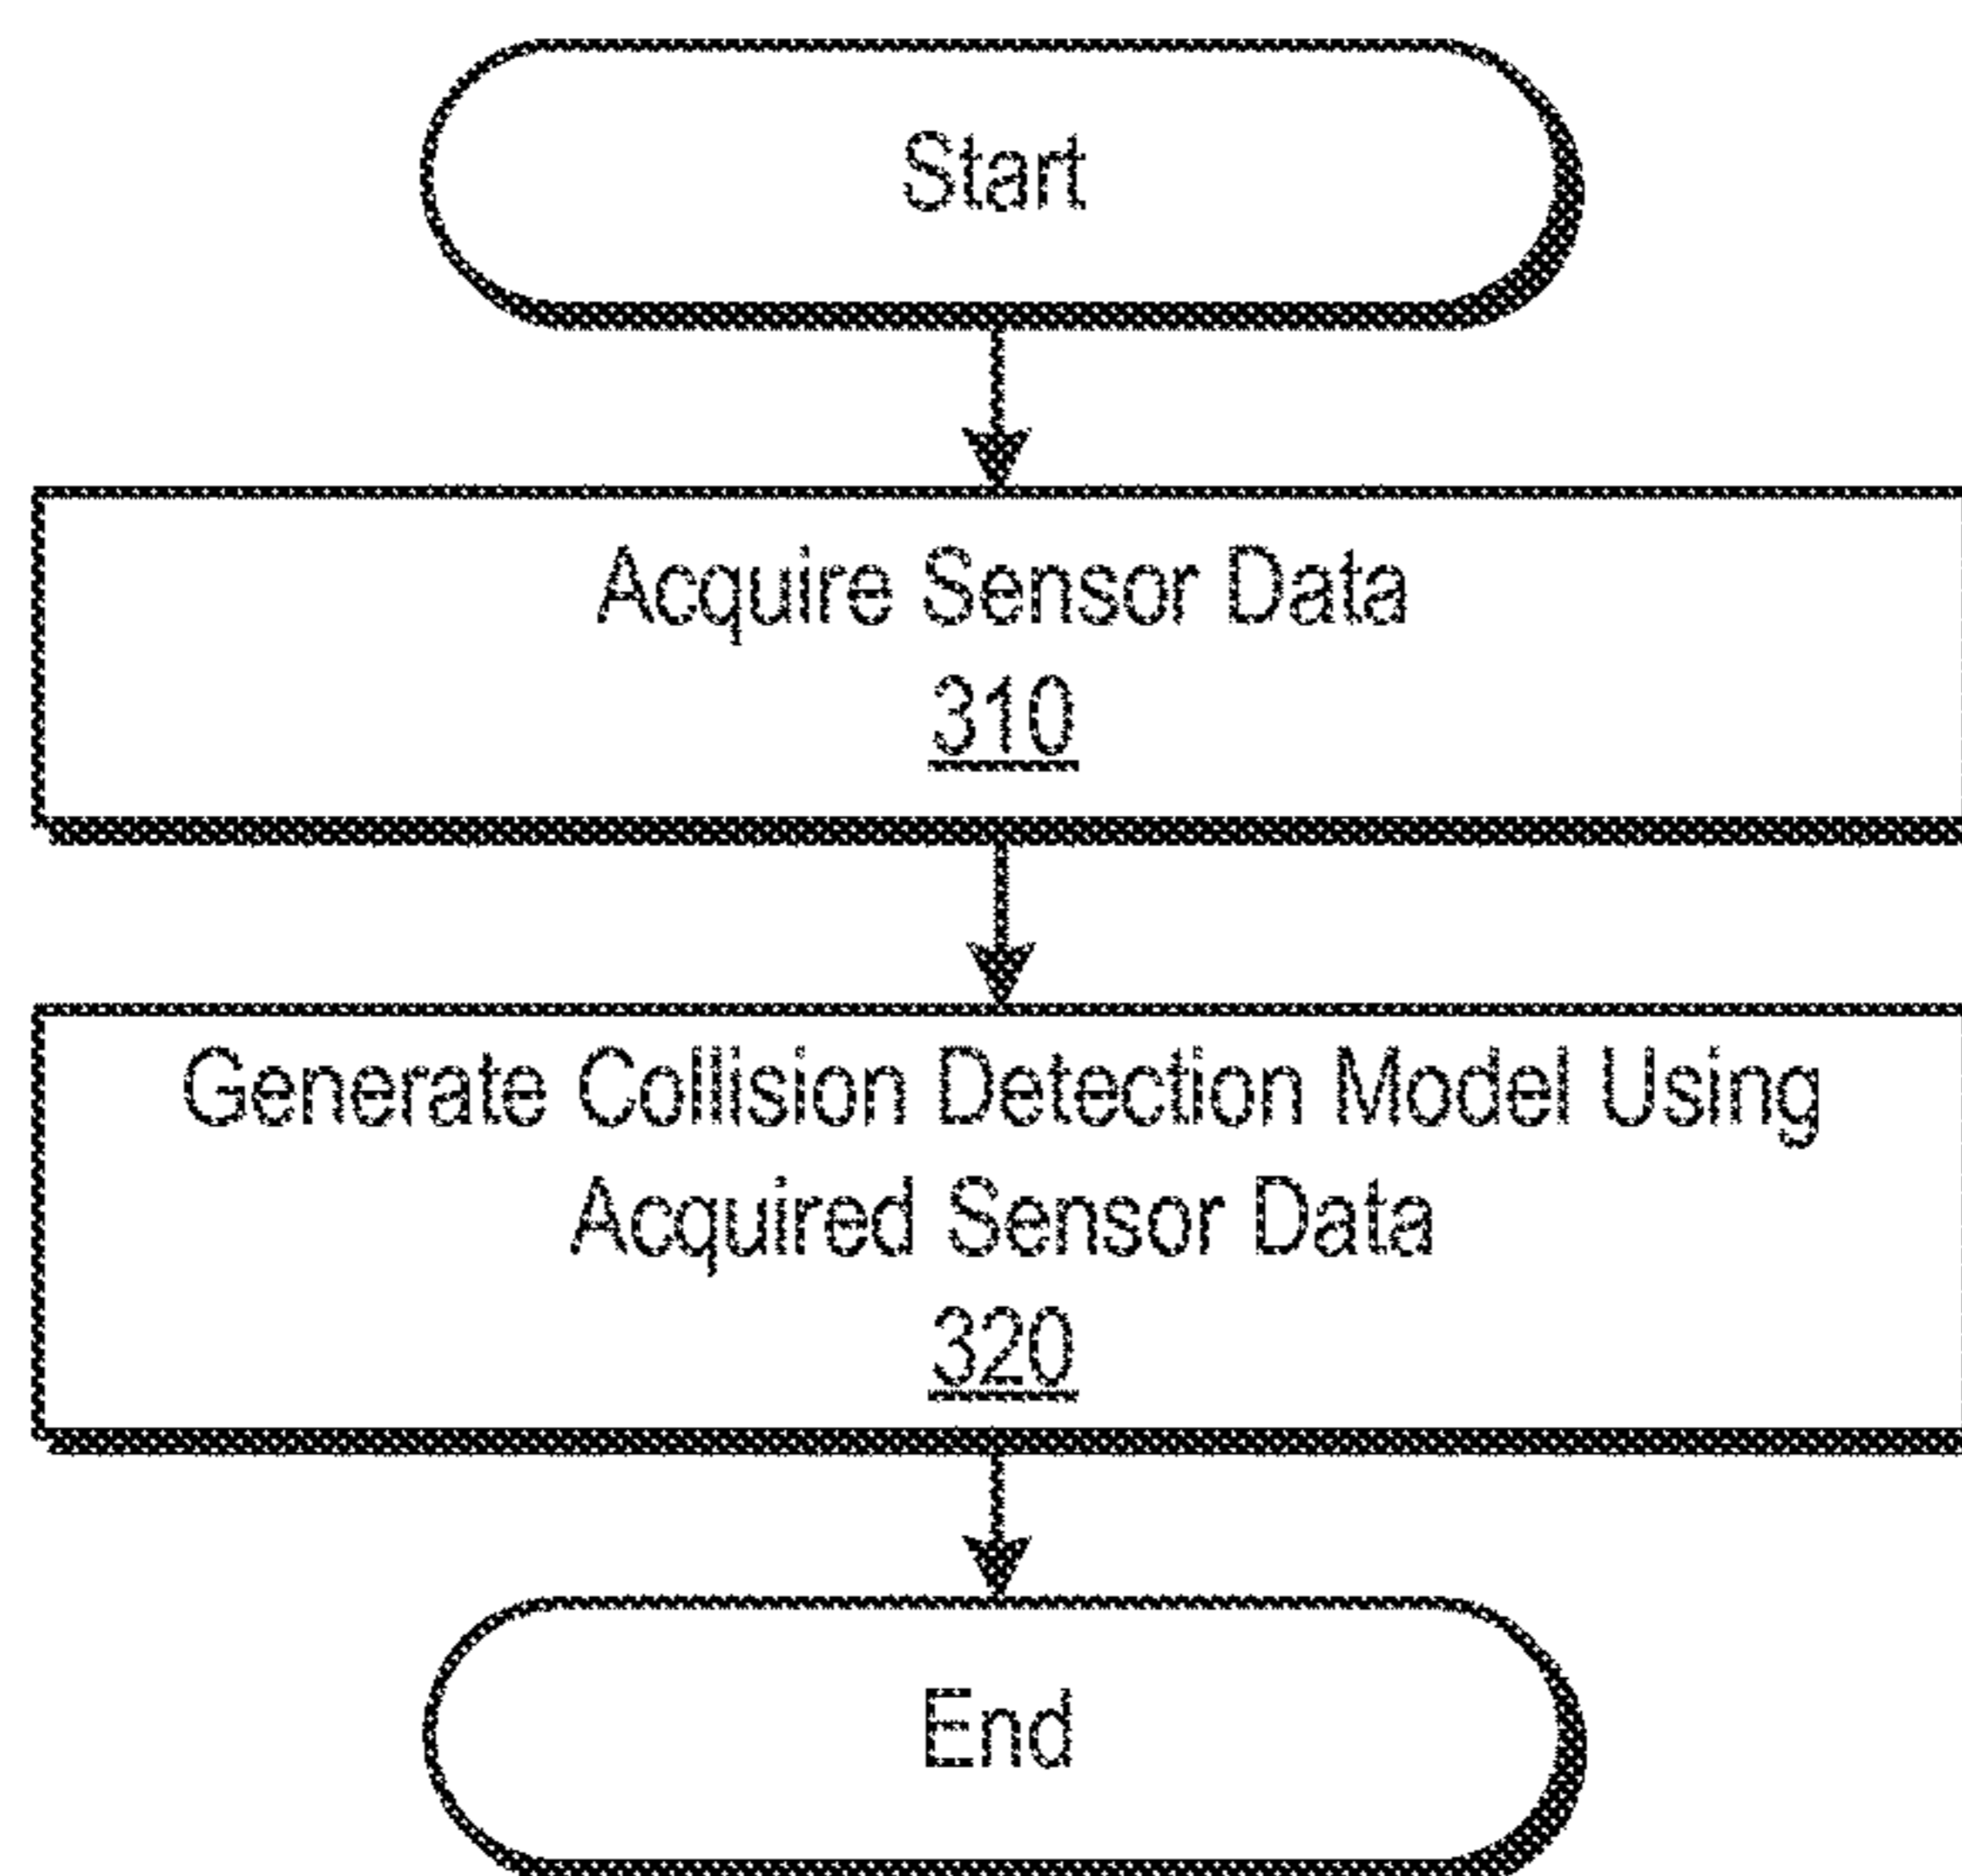 Start
Acquire Sensor Data
310
Generate Collision Detection Model Using
Acquired Sensor Data
320
End